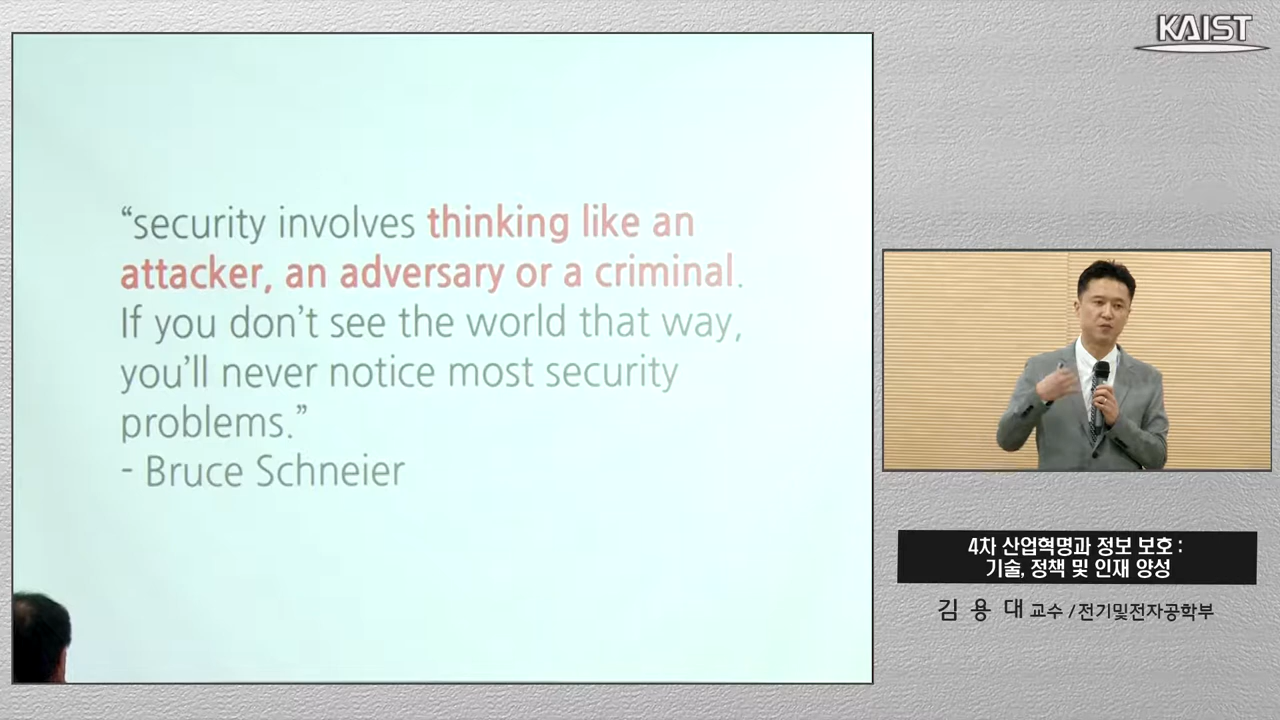 KAIST
“security involves thinking like an
attacker, an adversary or a criminal.
If you don’t see the world that way,
you’ll never notice most security
problems.”
- Bruce Schneier
4차 산업혁명과 정보 보호 :
기술, 정책 및 인재 양성
김 용 대 교수 / 전기및전자공학부